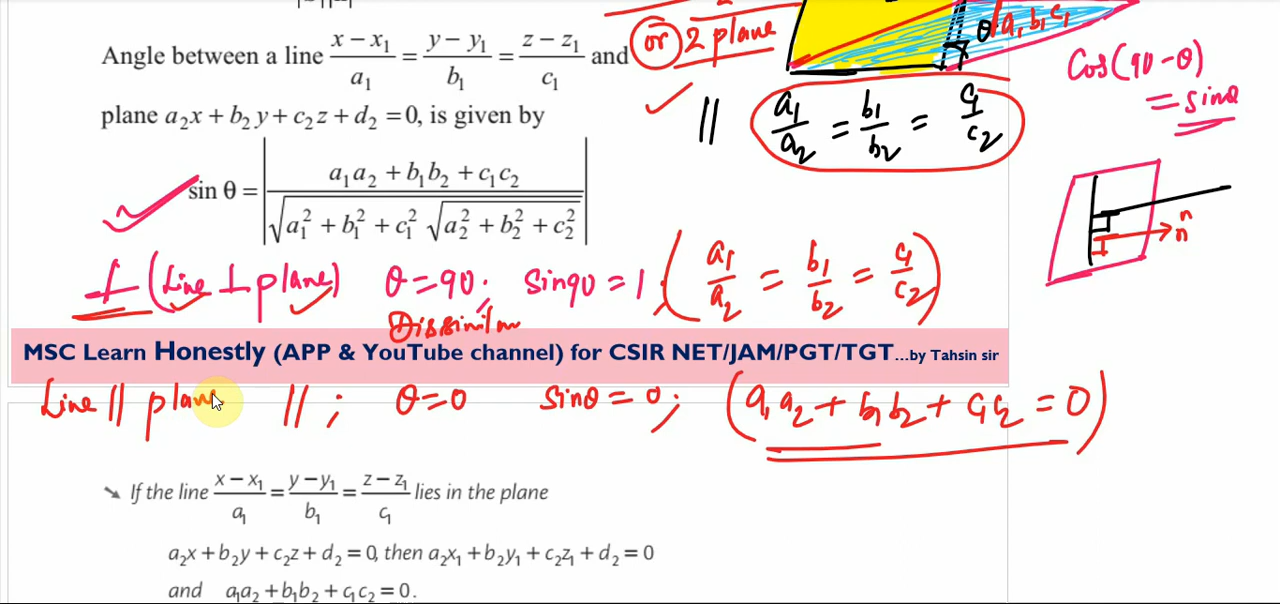 (or) 2 plane
θ a₁ b₁ c₁
Cos(90-θ)
= sinθ
Angle between a line (x − x₁)/a₁ = (y − y₁)/b₁ = (z − z₁)/c₁ and
plane a₂x + b₂y + c₂z + d₂ = 0, is given by
|| a₁/a₂ = b₁/b₂ = c₁/c₂
sin θ = |(a₁a₂ + b₁b₂ + c₁c₂)/(√(a₁² + b₁² + c₁²) √(a₂² + b₂² + c₂²))|
n
n
⊥ (Line ⊥ plane) θ=90; sin90=1 (a₁/a₂ = b₁/b₂ = c₁/c₂)
Dissimilar
MSC Learn Honestly (APP & YouTube channel) for CSIR NET/JAM/PGT/TGT...by Tahsin sir
Line || plane || ; θ=0 sinθ=0; (a₁a₂ + b₁b₂ + c₁c₂ = 0)
If the line (x − x₁)/a₁ = (y − y₁)/b₁ = (z − z₁)/c₁ lies in the plane
a₂x + b₂y + c₂z + d₂ = 0, then a₂x₁ + b₂y₁ + c₂z₁ + d₂ = 0
and a₁a₂ + b₁b₂ + c₁c₂ = 0.